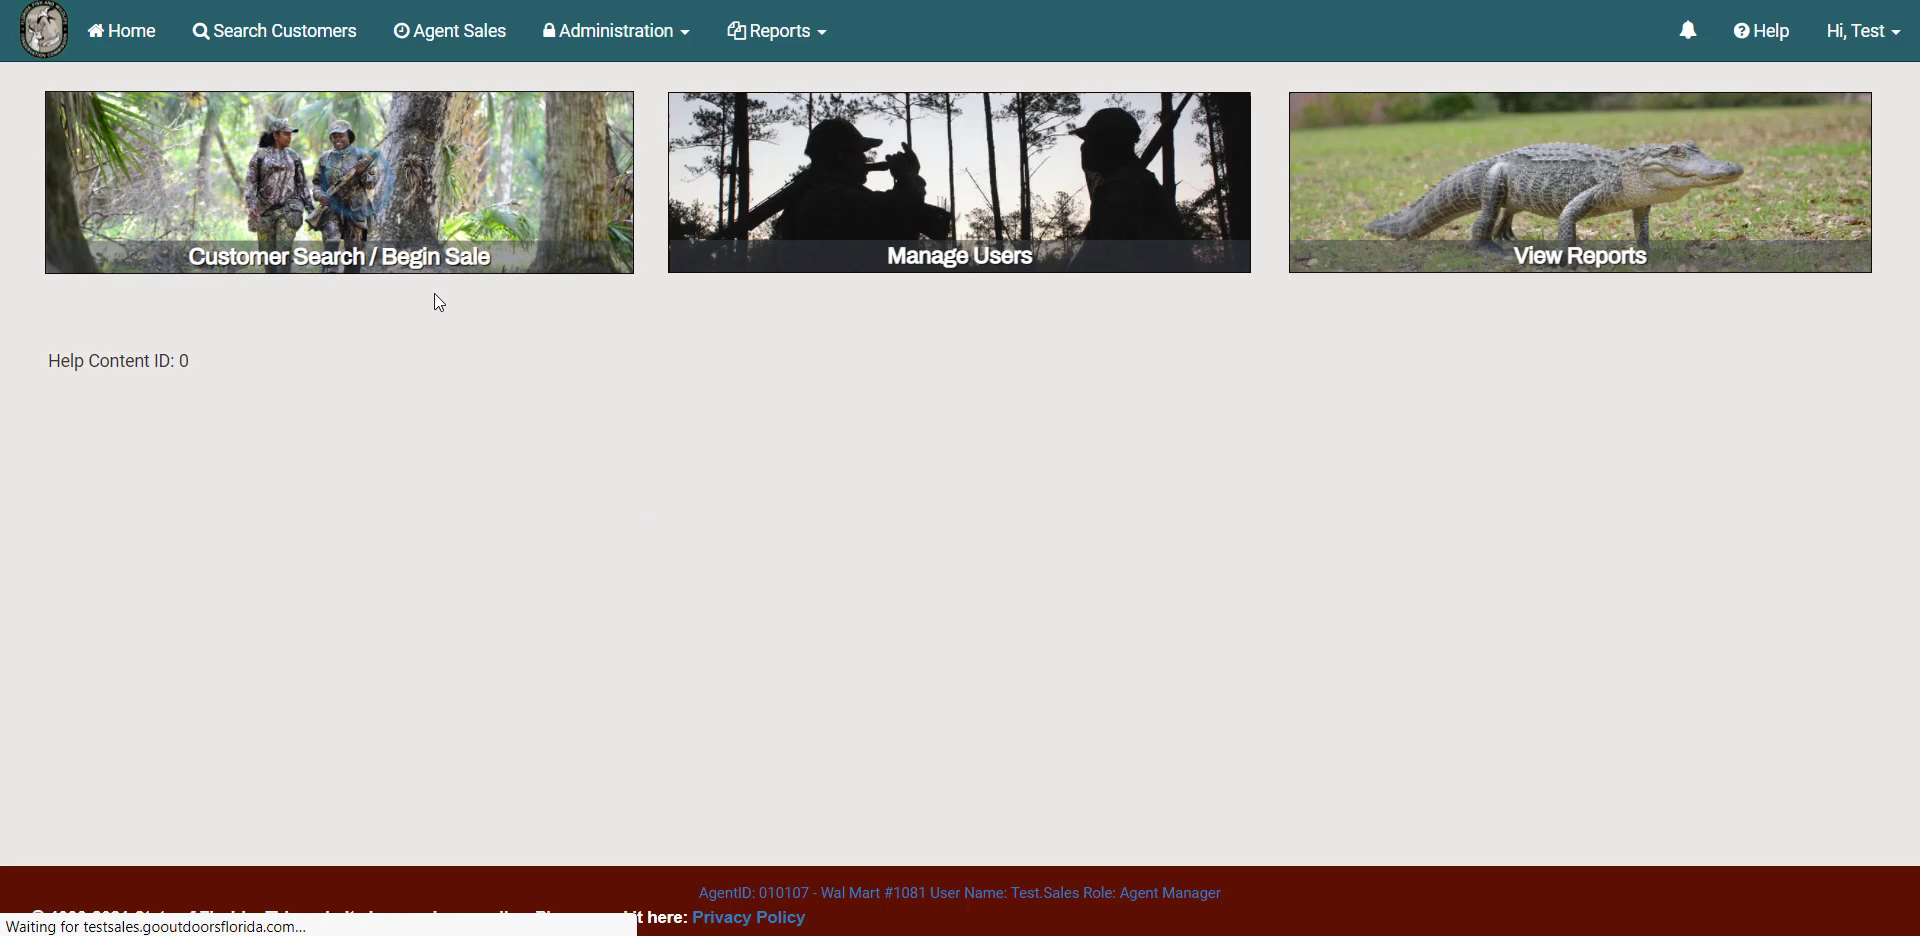 Home Search Customers Agent Sales Administration Reports Help Hi, Test
Customer Search / Begin Sale
Manage Users
View Reports
Help Content ID: 0
AgentID: 010107 - Wal Mart #1081 User Name: Test.Sales Role: Agent Manager
it here: Privacy Policy
Waiting for testsales.gooutdoorsflorida.com...